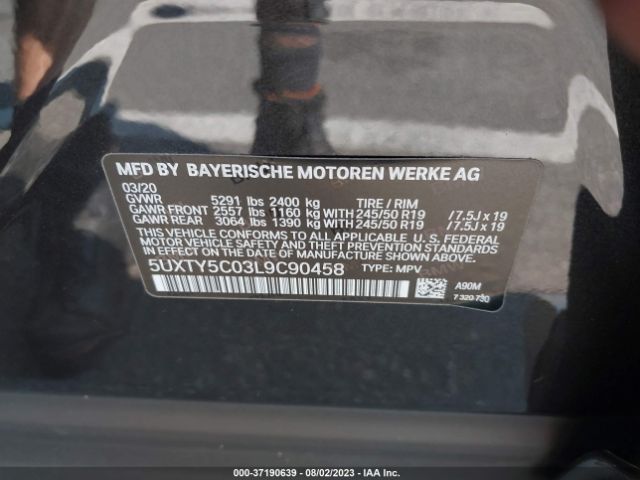 MFD BY BAYERISCHE MOTOREN WERKE AG
03/20
GVWR 5291 lbs 2400 kg TIRE / RIM
GAWR FRONT 2557 lbs 1160 kg WITH 245/50 R19 /7.5J x 19
GAWR REAR 3064 lbs 1390 kg WITH 245/50 R19 /7.5J x 19
THIS VEHICLE CONFORMS TO ALL APPLICABLE U.S. FEDERAL
MOTOR VEHICLE SAFETY STANDARDS IN EFFECT ON THE
DATE OF MANUFACTURE SHOWN ABOVE.
5UXTY5C03L9C90458 TYPE: MPV
A90M
7 320 730
000-37190639 - 08/02/2023 - IAA Inc.